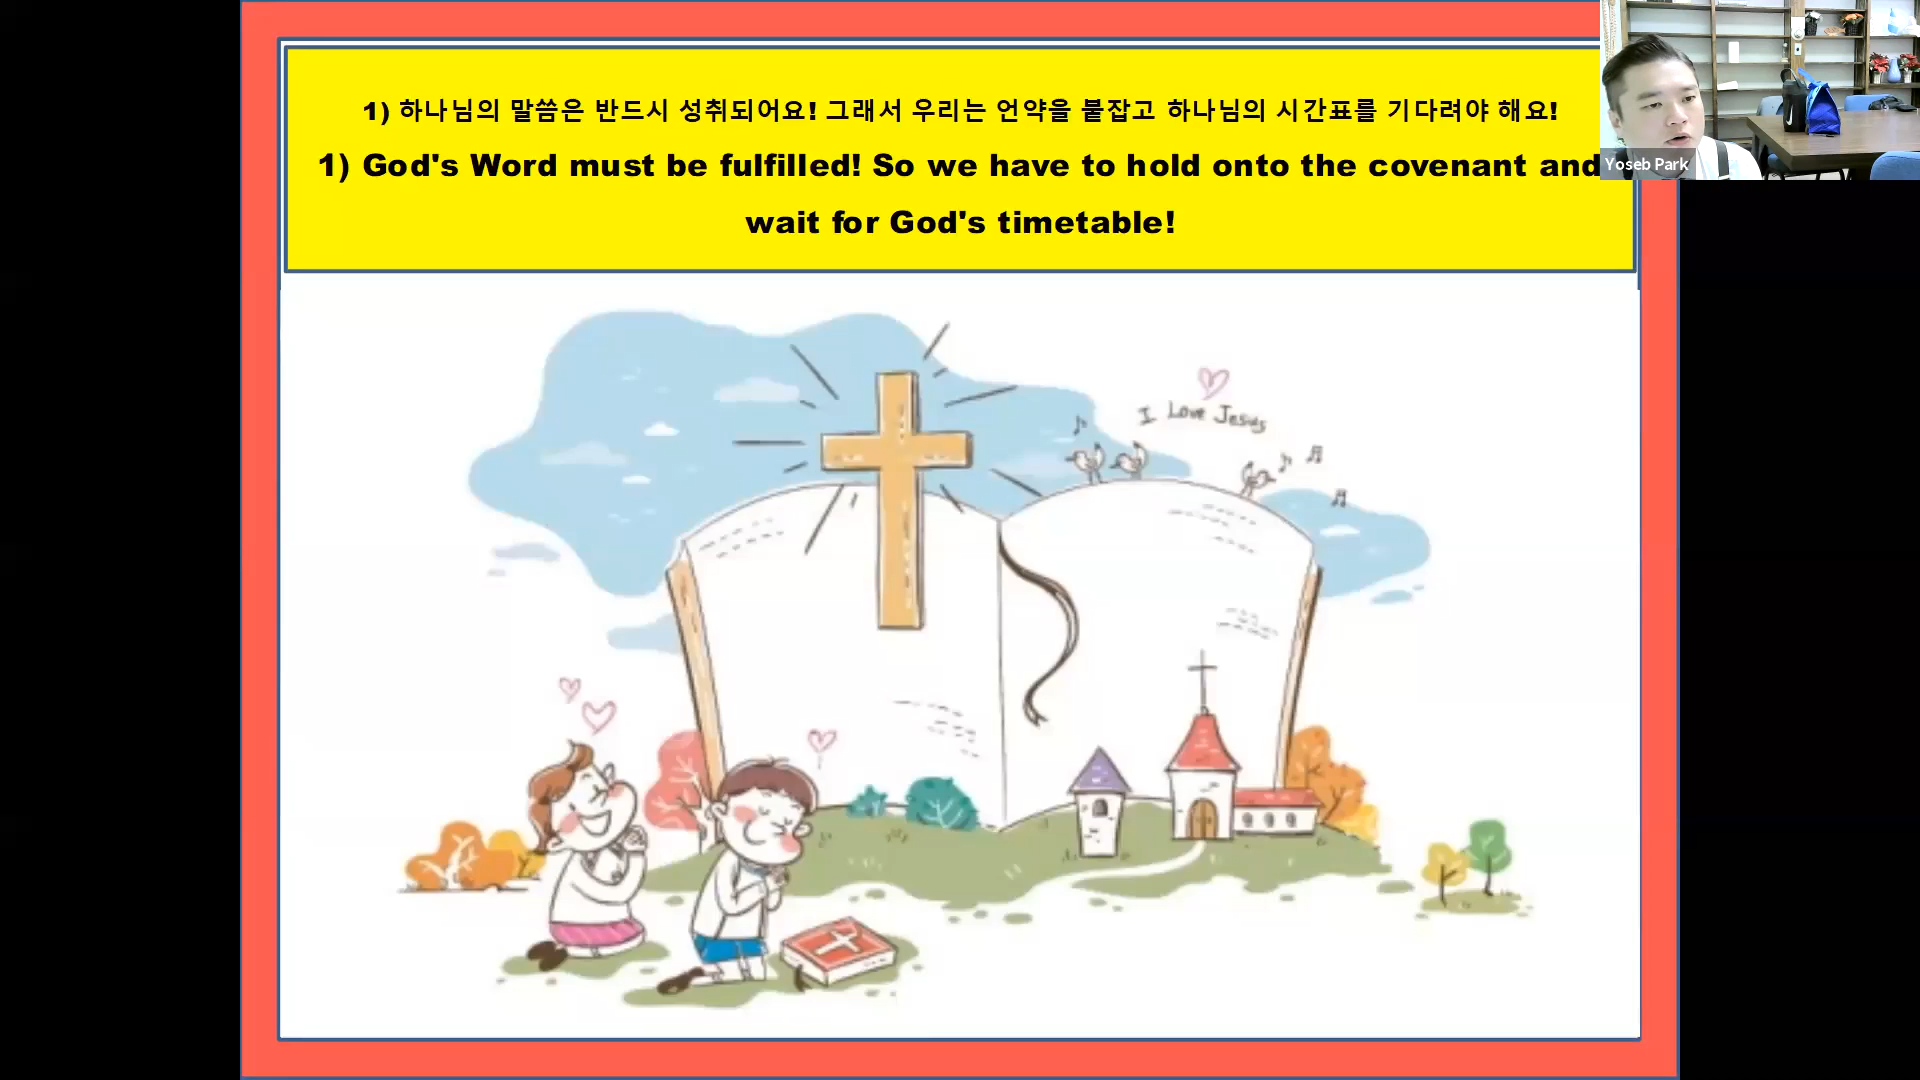 1) 하나님의 말씀은 반드시 성취되어요! 그래서 우리는 언약을 붙잡고 하나님의 시간표를 기다려야 해요!
1) God's Word must be fulfilled! So we have to hold onto the covenant and
wait for God's timetable!
Yoseb Park
I Love Jesus